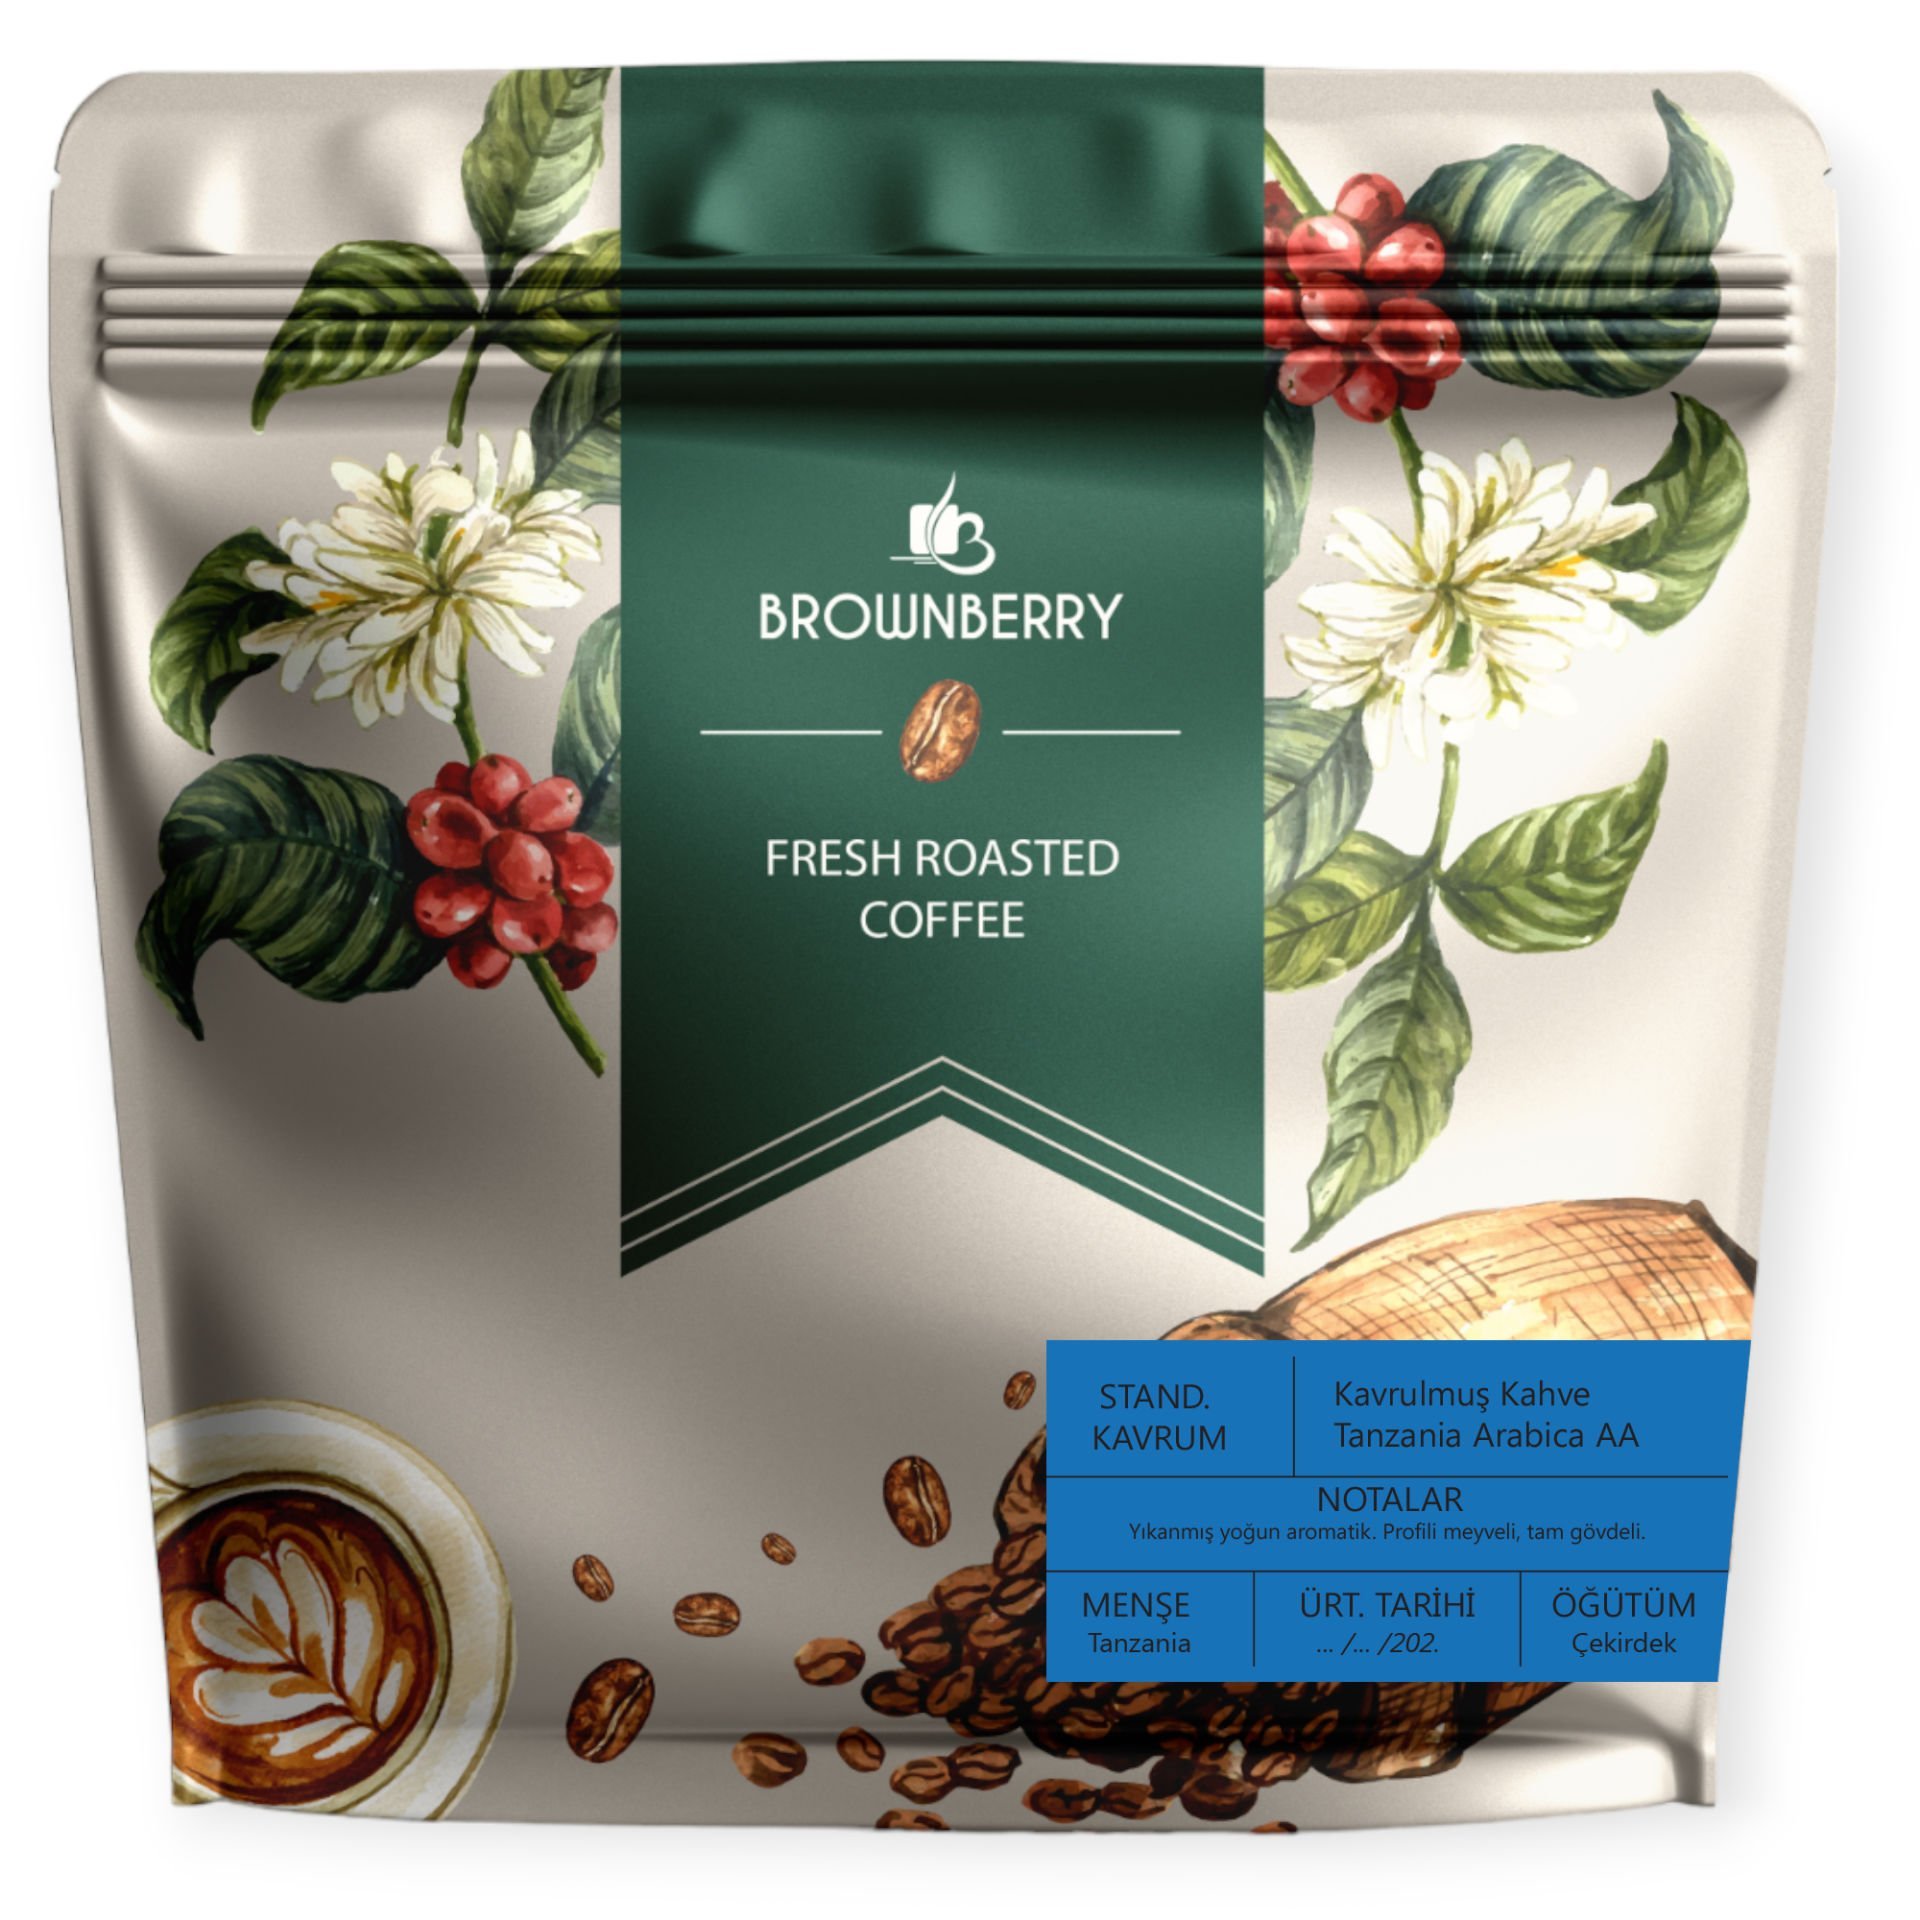 BROWNBERRY
FRESH ROASTED
COFFEE
STAND.
KAVRUM
Kavrulmuş Kahve
Tanzania Arabica AA
NOTALAR
Yıkanmış yoğun aromatik. Profili meyveli, tam gövdeli.
MENŞE
Tanzania
ÜRT. TARİHİ
... /... /202.
ÖĞÜTÜM
Çekirdek